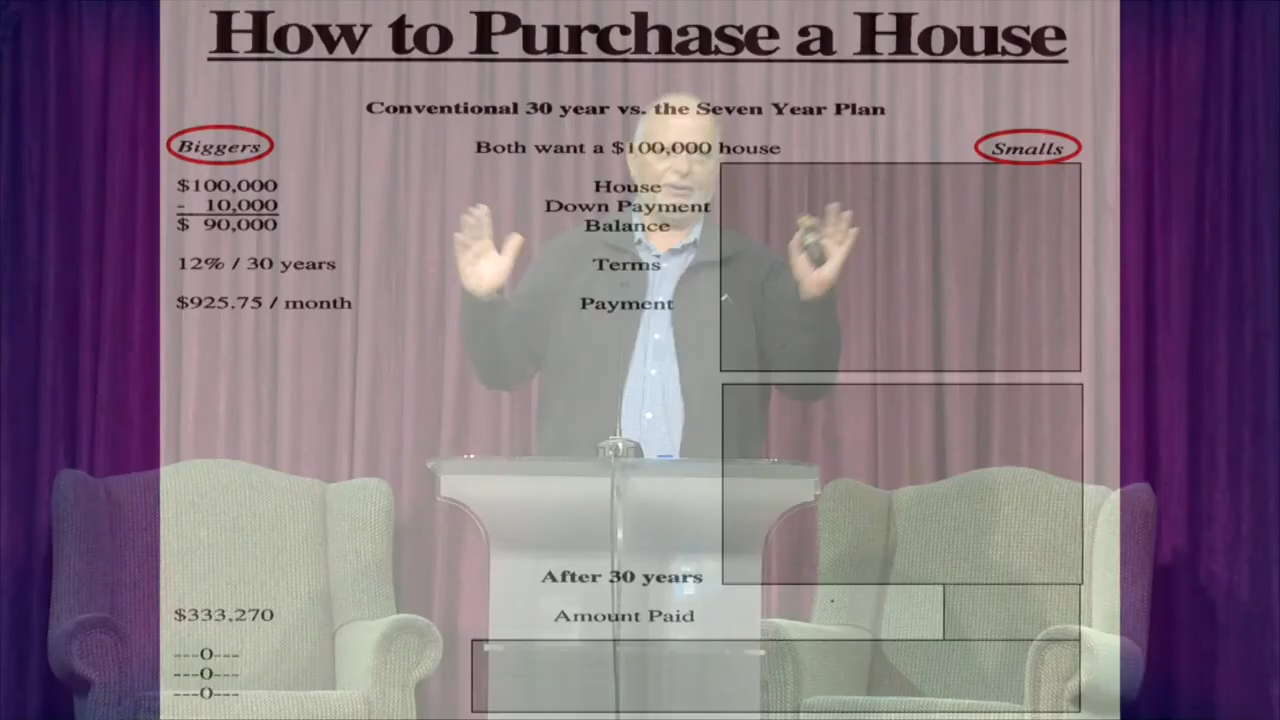 How to Purchase a House
Conventional 30 year vs. the Seven Year Plan
Biggers Both want a $100,000 house Smalls
$100,000 House
- 10,000 Down Payment
$ 90,000 Balance
12% / 30 years Terms
$925.75 / month Payment
After 30 years
$333,270 Amount Paid
---0---
---0---
---0---